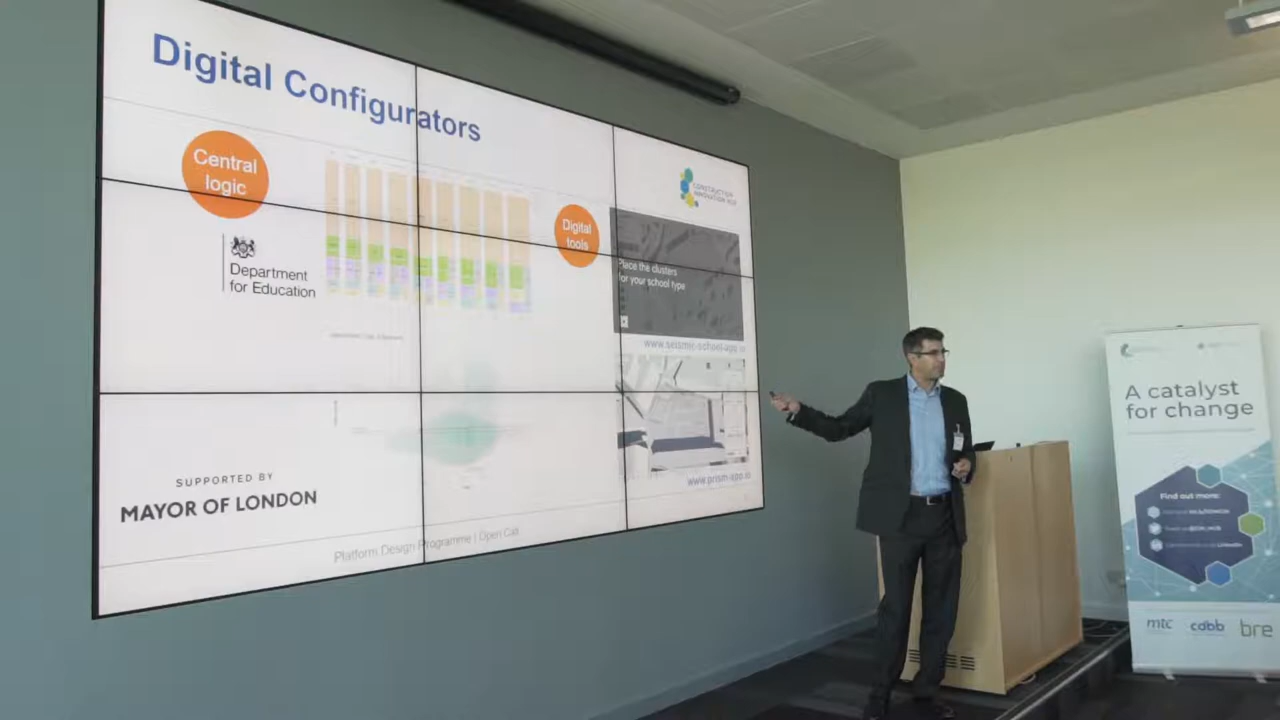 Digital Configurators
Central
logic
Department
for Education
Digital
tools
CONSTRUCTION
INNOVATION HUB
Place the clusters
for your school type
www.seismic-school-app.io
www.prism-app.io
SUPPORTED BY
MAYOR OF LONDON
Platform Design Programme | Open Call
A catalyst
for change
Find out more:
mtc cdbb bre